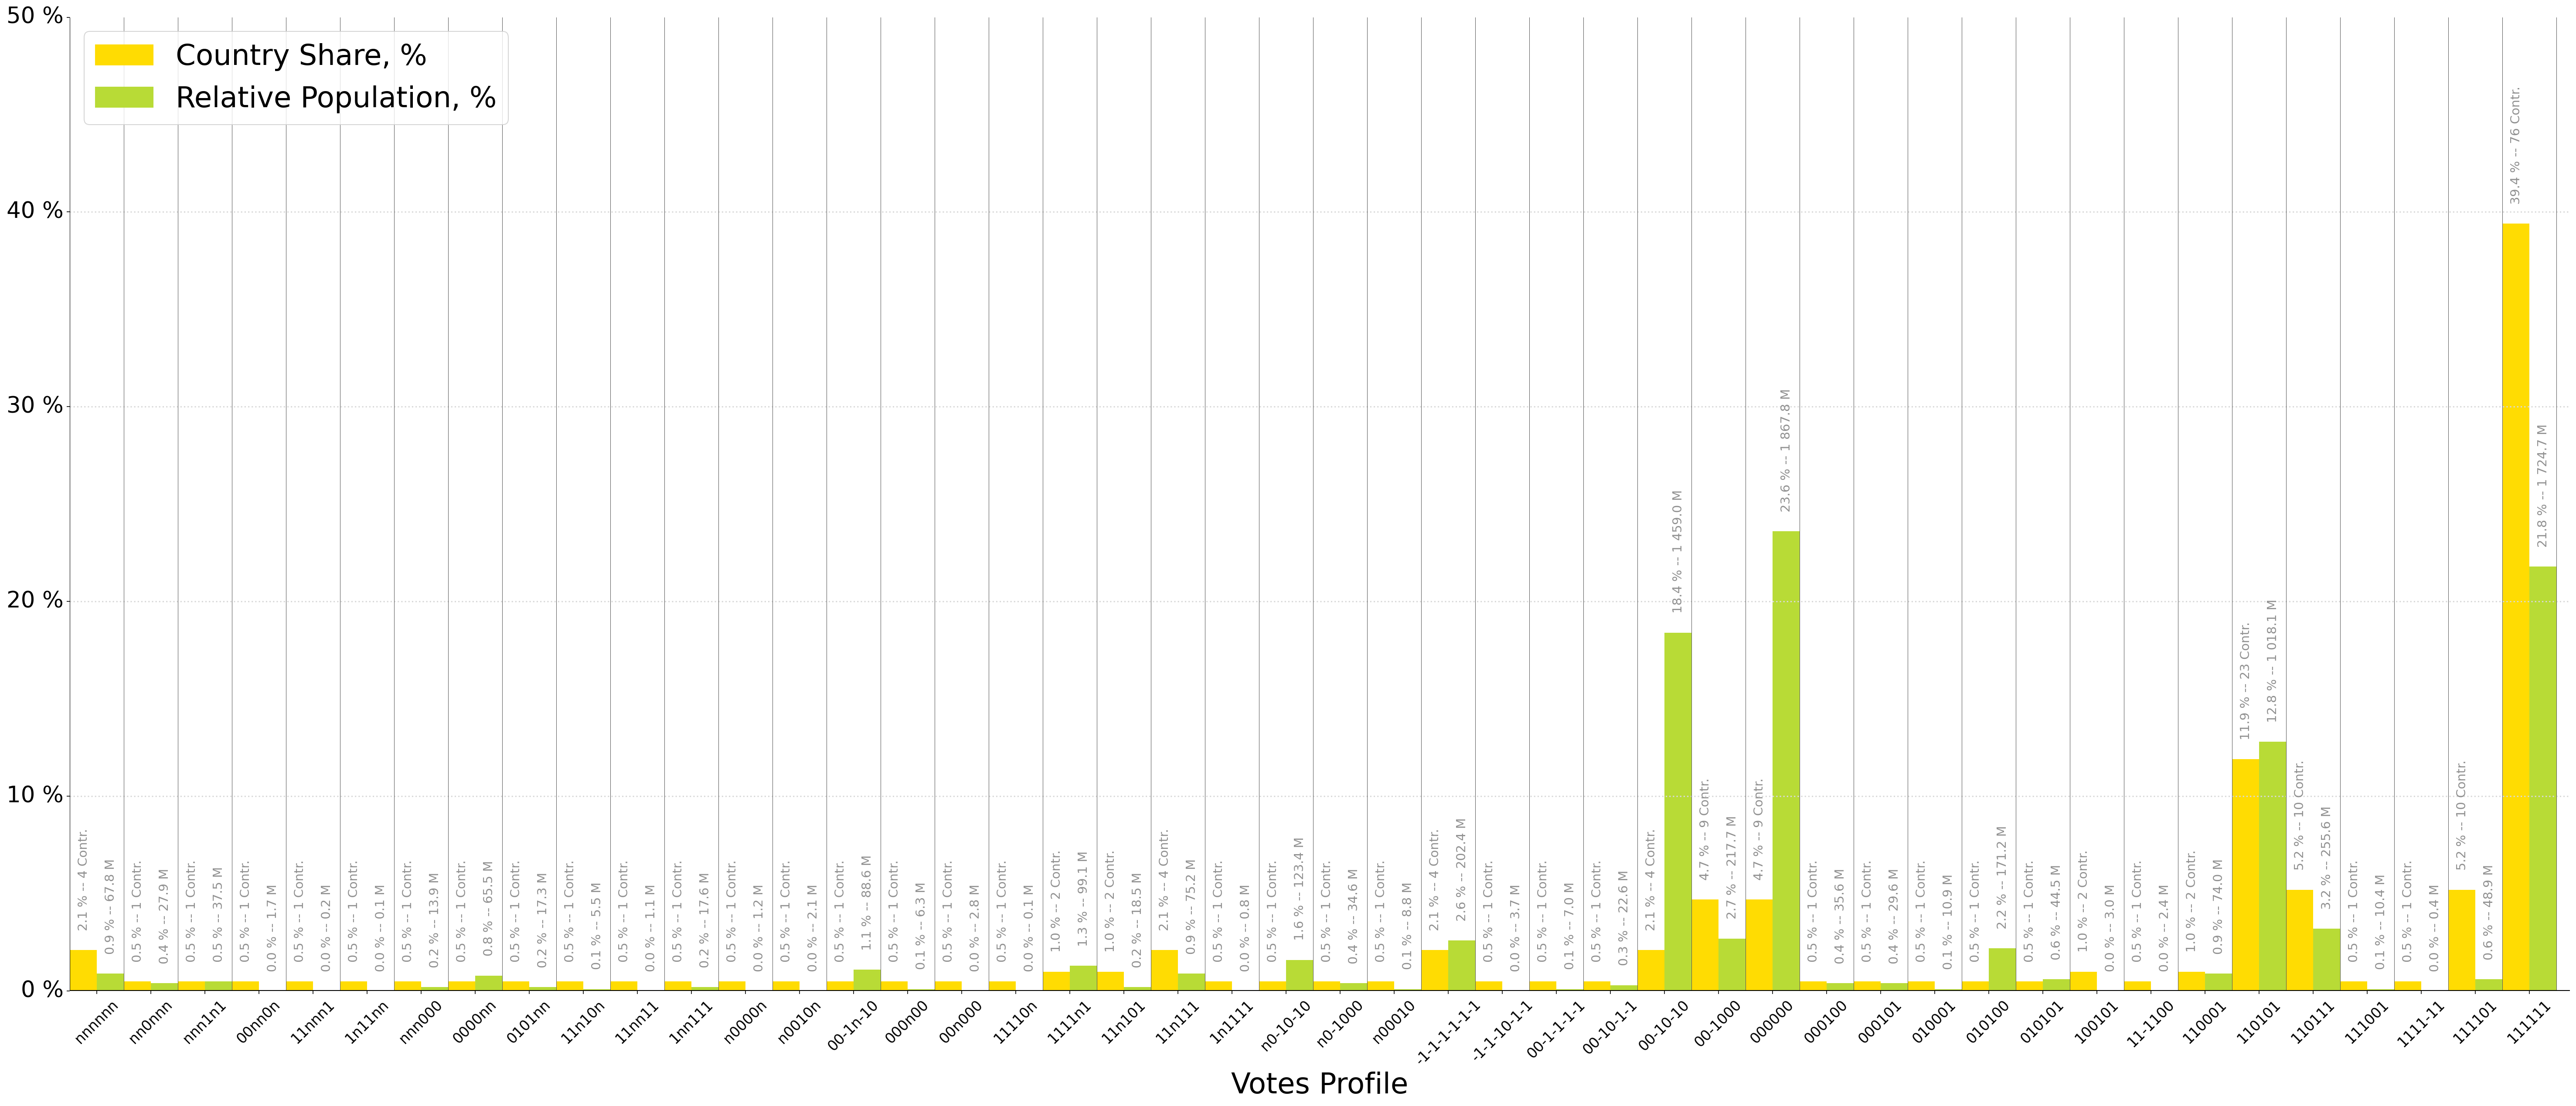 50 %
40 %
30 %
20 %
10 %
0 %
Country Share, %
Relative Population, %
2.1 % -- 4 Contr.
0.9 % -- 67.8 M
0.5 % -- 1 Contr.
0.4 % -- 27.9 M
0.5 % -- 1 Contr.
0.5 % -- 37.5 M
0.5 % -- 1 Contr.
0.0 % -- 1.7 M
0.5 % -- 1 Contr.
0.0 % -- 0.2 M
0.5 % -- 1 Contr.
0.0 % -- 0.1 M
0.5 % -- 1 Contr.
0.2 % -- 13.9 M
0.5 % -- 1 Contr.
0.8 % -- 65.5 M
0.5 % -- 1 Contr.
0.2 % -- 17.3 M
0.5 % -- 1 Contr.
0.1 % -- 5.5 M
0.5 % -- 1 Contr.
0.0 % -- 1.1 M
0.5 % -- 1 Contr.
0.2 % -- 17.6 M
0.5 % -- 1 Contr.
0.0 % -- 1.2 M
0.5 % -- 1 Contr.
0.0 % -- 2.1 M
0.5 % -- 1 Contr.
1.1 % -- 88.6 M
0.5 % -- 1 Contr.
0.1 % -- 6.3 M
0.5 % -- 1 Contr.
0.0 % -- 2.8 M
0.5 % -- 1 Contr.
0.0 % -- 0.1 M
1.0 % -- 2 Contr.
1.3 % -- 99.1 M
1.0 % -- 2 Contr.
0.2 % -- 18.5 M
2.1 % -- 4 Contr.
0.9 % -- 75.2 M
0.5 % -- 1 Contr.
0.0 % -- 0.8 M
0.5 % -- 1 Contr.
1.6 % -- 123.4 M
0.5 % -- 1 Contr.
0.4 % -- 34.6 M
0.5 % -- 1 Contr.
0.1 % -- 8.8 M
2.1 % -- 4 Contr.
2.6 % -- 202.4 M
0.5 % -- 1 Contr.
0.0 % -- 3.7 M
0.5 % -- 1 Contr.
0.1 % -- 7.0 M
0.5 % -- 1 Contr.
0.3 % -- 22.6 M
2.1 % -- 4 Contr.
18.4 % -- 1 459.0 M
4.7 % -- 9 Contr.
2.7 % -- 217.7 M
4.7 % -- 9 Contr.
23.6 % -- 1 867.8 M
0.5 % -- 1 Contr.
0.4 % -- 35.6 M
0.5 % -- 1 Contr.
0.4 % -- 29.6 M
0.5 % -- 1 Contr.
0.1 % -- 10.9 M
0.5 % -- 1 Contr.
2.2 % -- 171.2 M
0.5 % -- 1 Contr.
0.6 % -- 44.5 M
1.0 % -- 2 Contr.
0.0 % -- 3.0 M
0.5 % -- 1 Contr.
0.0 % -- 2.4 M
1.0 % -- 2 Contr.
0.9 % -- 74.0 M
11.9 % -- 23 Contr.
12.8 % -- 1 018.1 M
5.2 % -- 10 Contr.
3.2 % -- 255.6 M
0.5 % -- 1 Contr.
0.1 % -- 10.4 M
0.5 % -- 1 Contr.
0.0 % -- 0.4 M
5.2 % -- 10 Contr.
0.6 % -- 48.9 M
39.4 % -- 76 Contr.
21.8 % -- 1 724.7 M
nnnnnn
nn0nnn
nnn1n1
00nn0n
11nnn1
1n11nn
nnn000
0000nn
0101nn
11n10n
11nn11
1nn111
n0000n
n0010n
00-1n-10
000n00
00n000
11110n
1111n1
11n101
11n111
1n1111
n0-10-10
n0-1000
n00010
-1-1-1-1-1-1
-1-1-10-1-1
00-1-1-1-1
00-10-1-1
00-10-10
00-1000
000000
000100
000101
010001
010100
010101
100101
11-1100
110001
110101
110111
111001
1111-11
111101
111111
Votes Profile